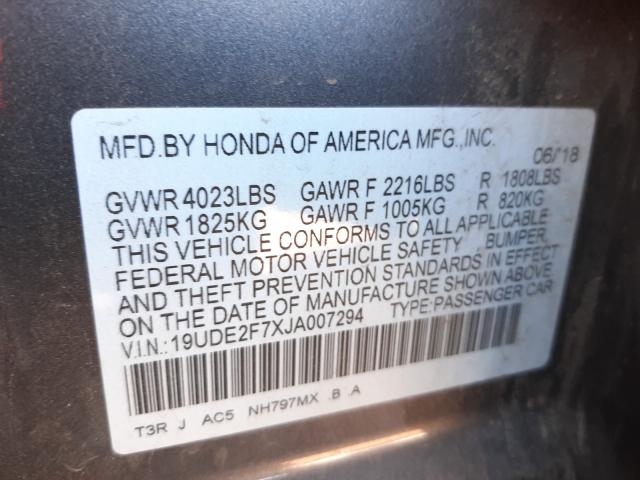 MFD.BY HONDA OF AMERICA MFG.,INC. 06/18
GVWR 4023LBS GAWR F 2216LBS R 1808LBS
GVWR 1825KG GAWR F 1005KG R 820KG
THIS VEHICLE CONFORMS TO ALL APPLICABLE
FEDERAL MOTOR VEHICLE SAFETY BUMPER,
AND THEFT PREVENTION STANDARDS IN EFFECT
ON THE DATE OF MANUFACTURE SHOWN ABOVE
V.I.N.:19UDE2F7XJA007294 TYPE:PASSENGER CAR
T3R J AC5 NH797MX .B .A